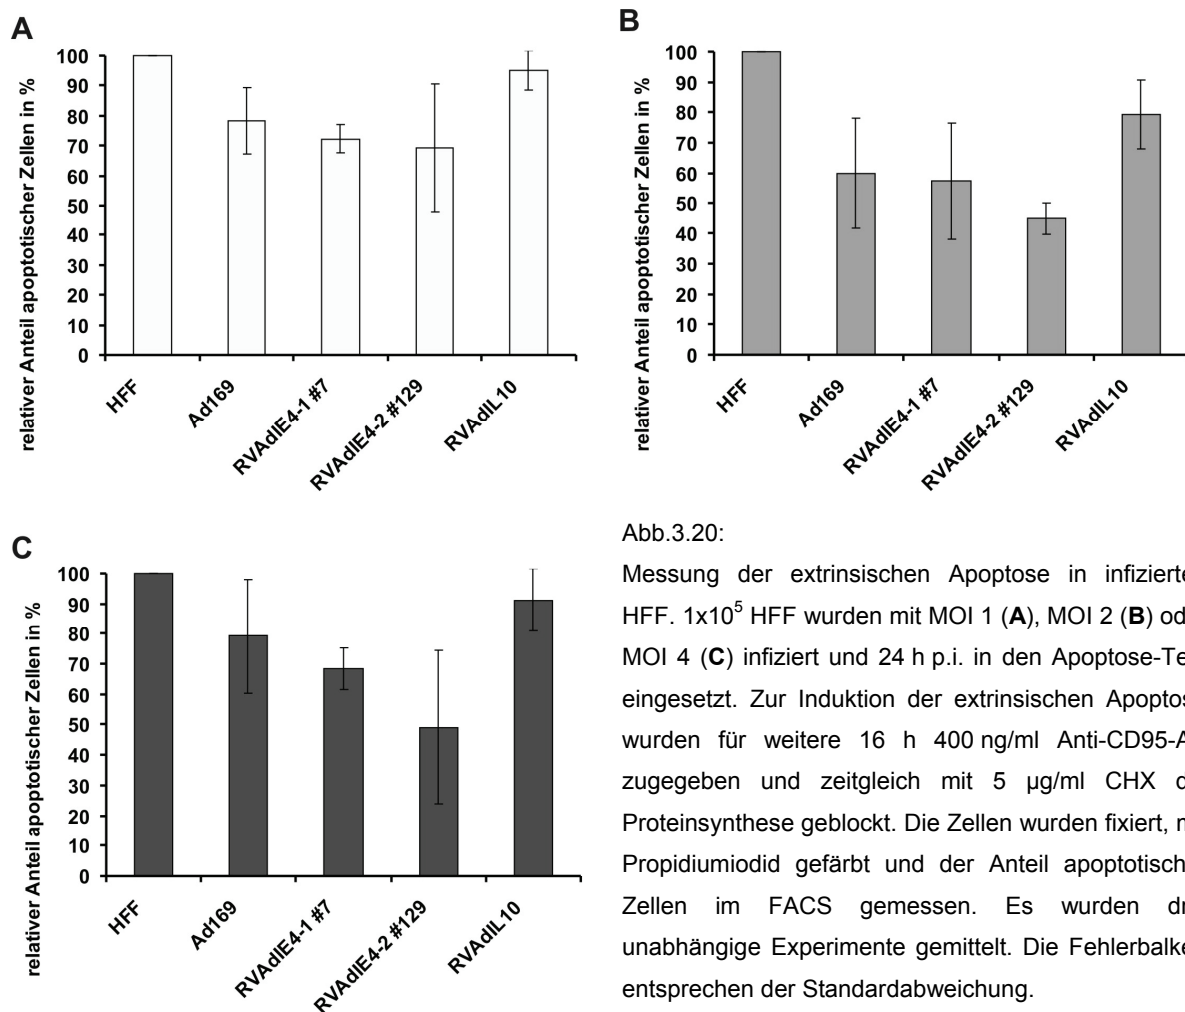 A
relativer Anteil apoptotischer Zellen in %
100
90
80
70
60
50
40
30
20
10
0
HFF
Ad169
RVAdIE4-1 #7
RVAdIE4-2 #129
RVAdIL10
B
relativer Anteil apoptotischer Zellen in %
100
90
80
70
60
50
40
30
20
10
0
HFF
Ad169
RVAdIE4-1 #7
RVAdIE4-2 #129
RVAdIL10
C
relativer Anteil apoptotischer Zellen in %
100
90
80
70
60
50
40
30
20
10
0
HFF
Ad169
RVAdIE4-1 #7
RVAdIE4-2 #129
RVAdIL10
Abb.3.20:
Messung der extrinsischen Apoptose in infizierte
HFF. 1x10⁵ HFF wurden mit MOI 1 (A), MOI 2 (B) od
MOI 4 (C) infiziert und 24 h p.i. in den Apoptose-Te
eingesetzt. Zur Induktion der extrinsischen Apoptos
wurden für weitere 16 h 400 ng/ml Anti-CD95-A
zugegeben und zeitgleich mit 5 µg/ml CHX d
Proteinsynthese geblockt. Die Zellen wurden fixiert, m
Propidiumiodid gefärbt und der Anteil apoptotisch
Zellen im FACS gemessen. Es wurden dr
unabhängige Experimente gemittelt. Die Fehlerbalke
entsprechen der Standardabweichung.